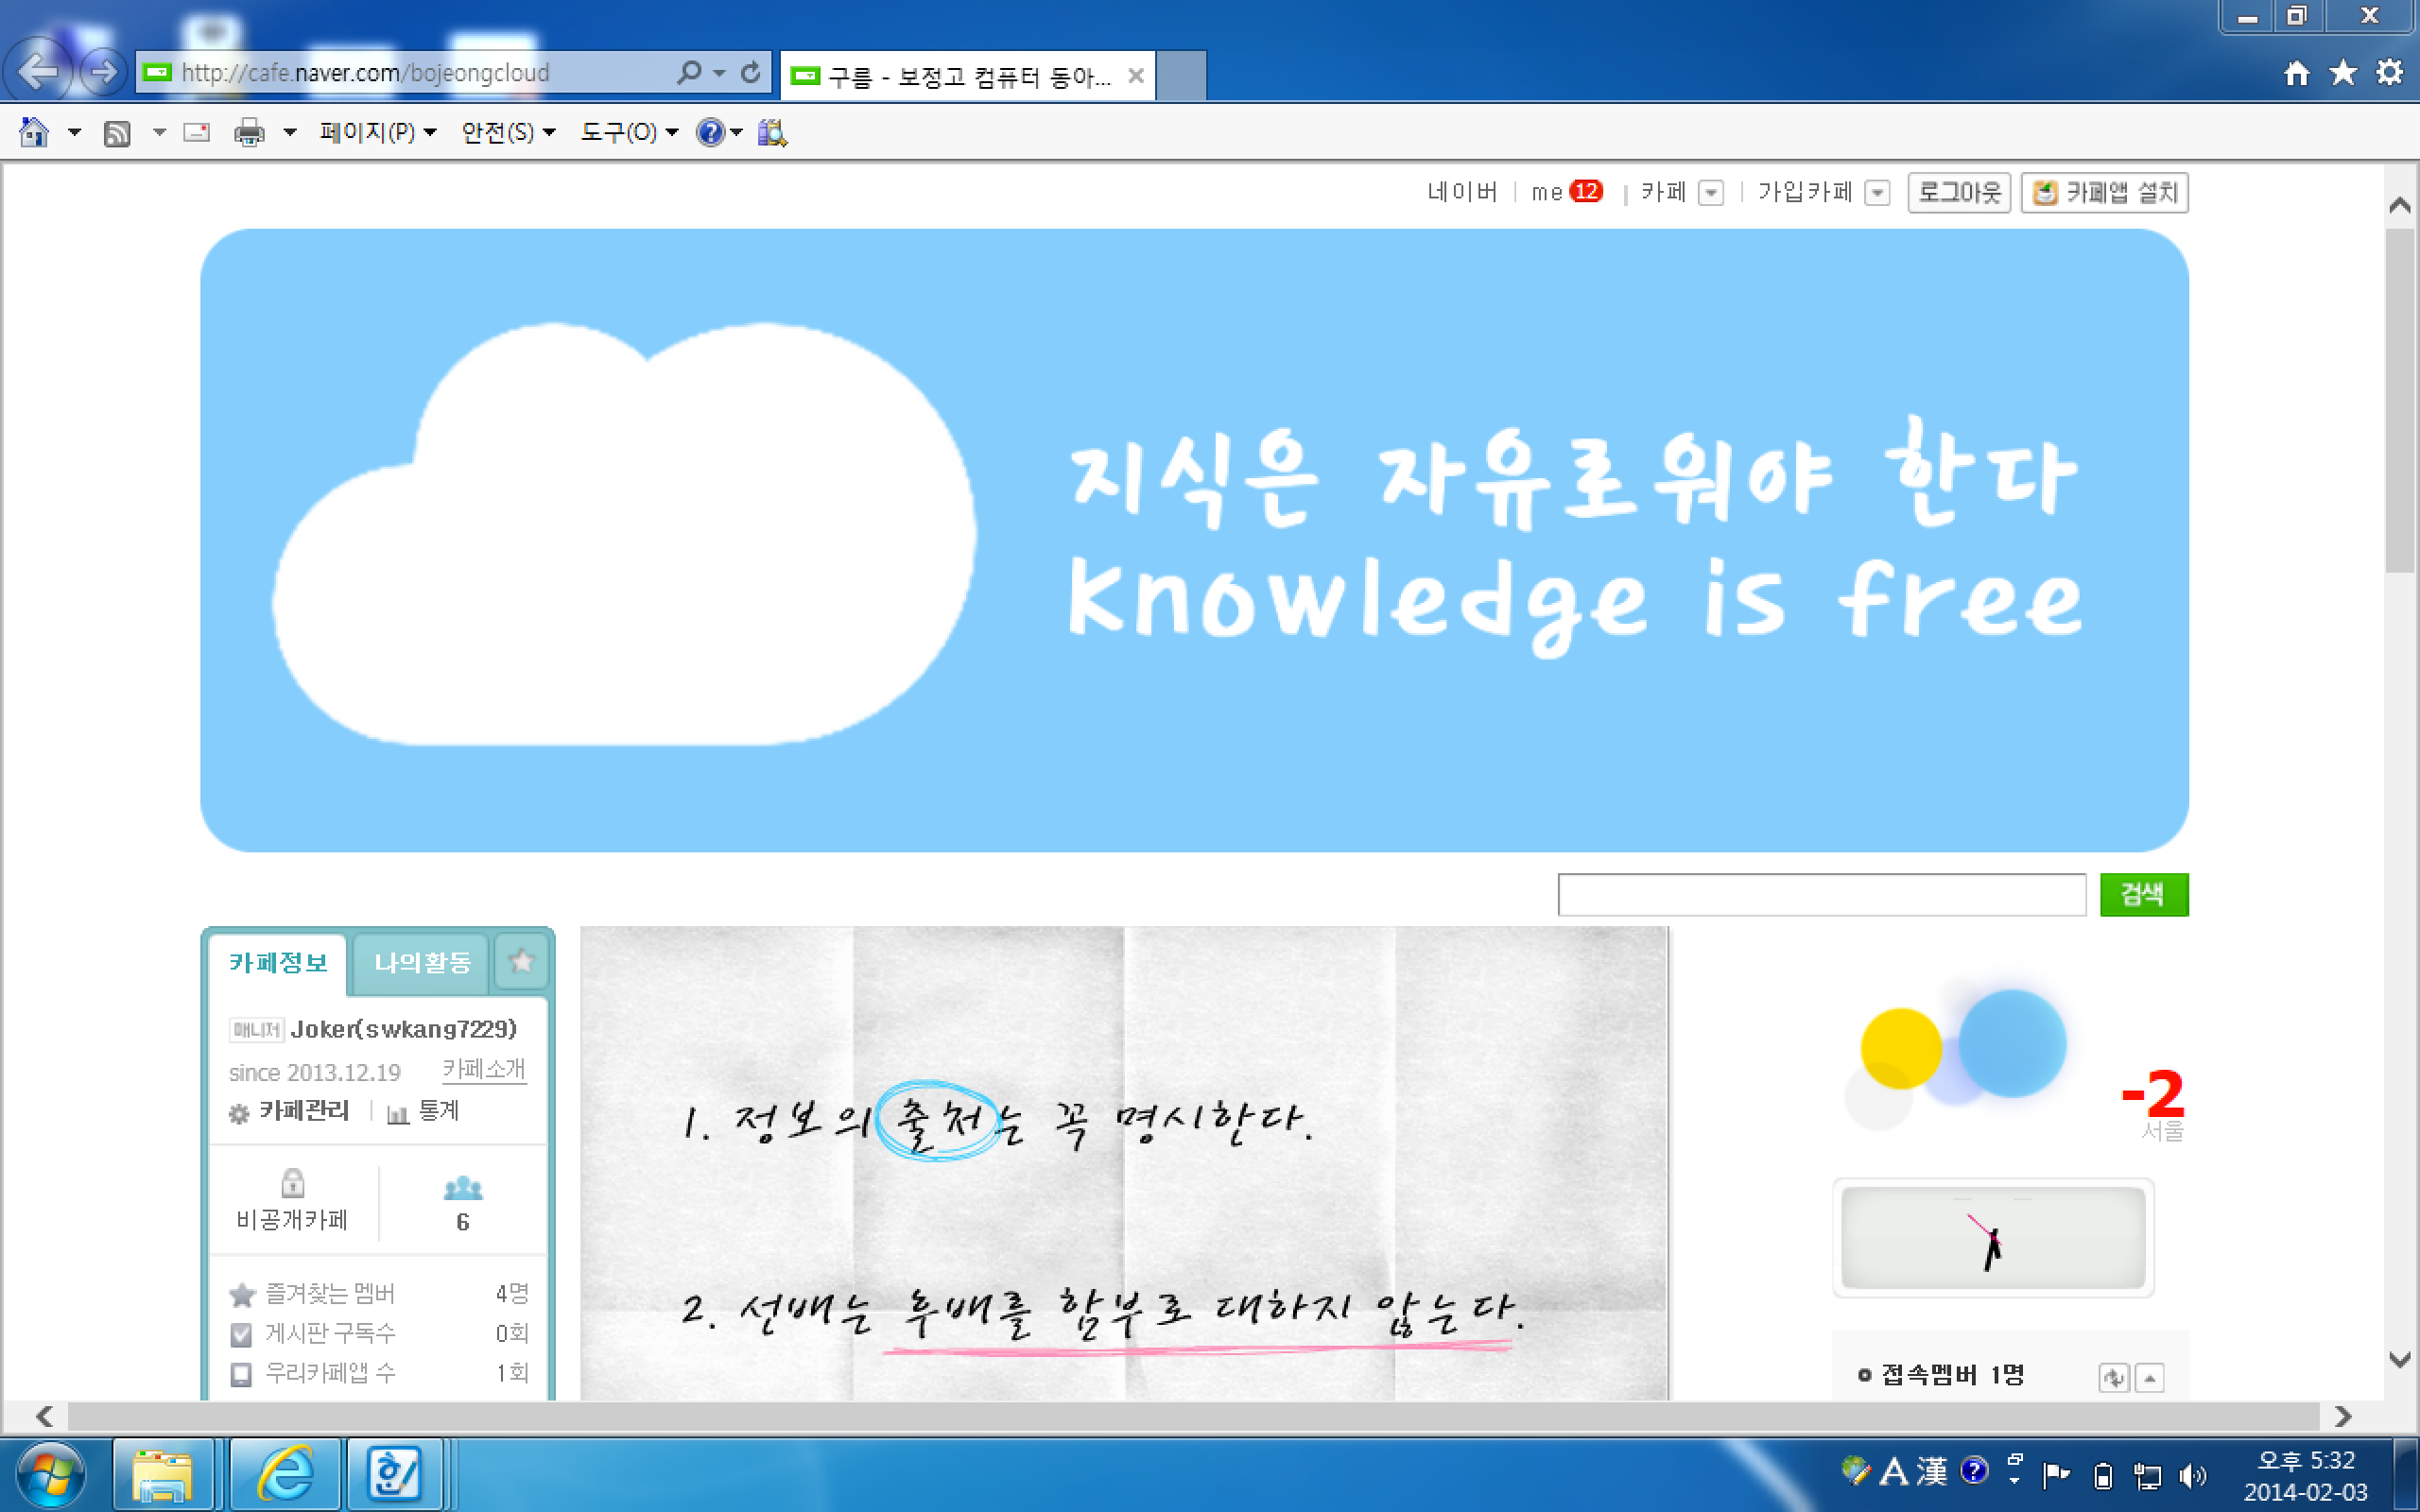 http://cafe.naver.com/bojeongcloud
구름 - 보정고 컴퓨터 동아...
페이지(P) 안전(S) 도구(O)
네이버 me 12 카페 가입카페 로그아웃 카페앱 설치
지식은 자유로워야 한다
Knowledge is free
검색
카페정보 나의활동
매니저 Joker(swkang7229)
since 2013.12.19 카페소개
카페관리 통계
비공개카페 6
즐겨찾는 멤버 4명
게시판 구독수 0회
우리카페앱 수 1회
1. 정보의 출처는 꼭 명시한다.
2. 선배는 후배를 함부로 대하지 않는다.
-2
서울
접속멤버 1명
A 漢
오후 5:32
2014-02-03